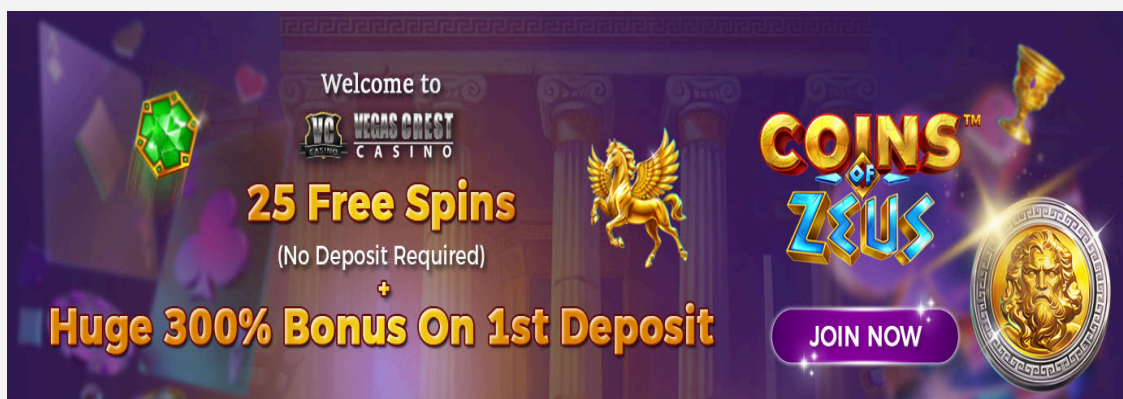 Welcome to
VC CASINO
VEGAS CREST
CASINO
25 Free Spins
(No Deposit Required)
+
Huge 300% Bonus On 1st Deposit
COINS™
OF
ZEUS
JOIN NOW